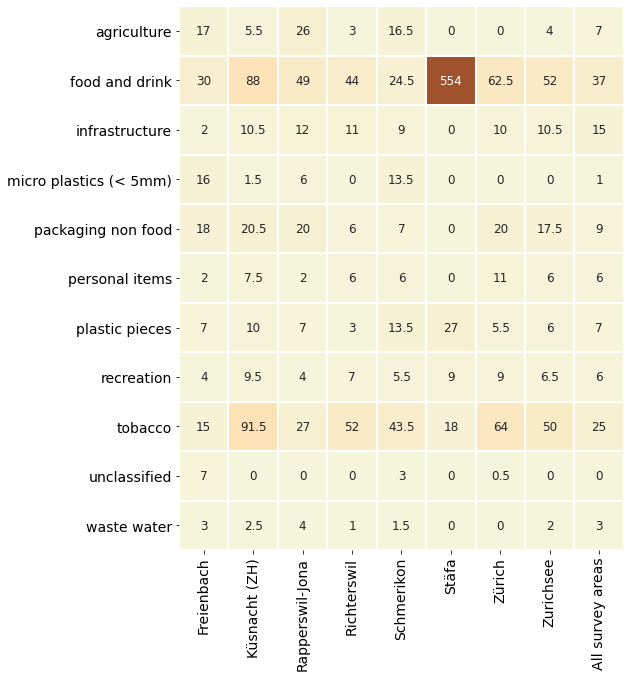 agriculture 17 5.5 26 3 16.5 0 0 4 7
food and drink 30 88 49 44 24.5 554 62.5 52 37
infrastructure 2 10.5 12 11 9 0 10 10.5 15
micro plastics (< 5mm) 16 1.5 6 0 13.5 0 0 0 1
packaging non food 18 20.5 20 6 7 0 20 17.5 9
personal items 2 7.5 2 6 6 0 11 6 6
plastic pieces 7 10 7 3 13.5 27 5.5 6 7
recreation 4 9.5 4 7 5.5 9 9 6.5 6
tobacco 15 91.5 27 52 43.5 18 64 50 25
unclassified 7 0 0 0 3 0 0.5 0 0
waste water 3 2.5 4 1 1.5 0 0 2 3
Freienbach
Küsnacht (ZH)
Rapperswil-Jona
Richterswil
Schmerikon
Stäfa
Zürich
Zurichsee
All survey areas